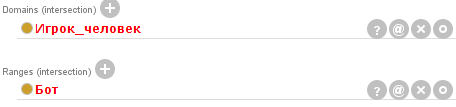 Domains (intersection) +
Игрок_человек ? @ × o
Ranges (intersection) +
Бот ? @ × o